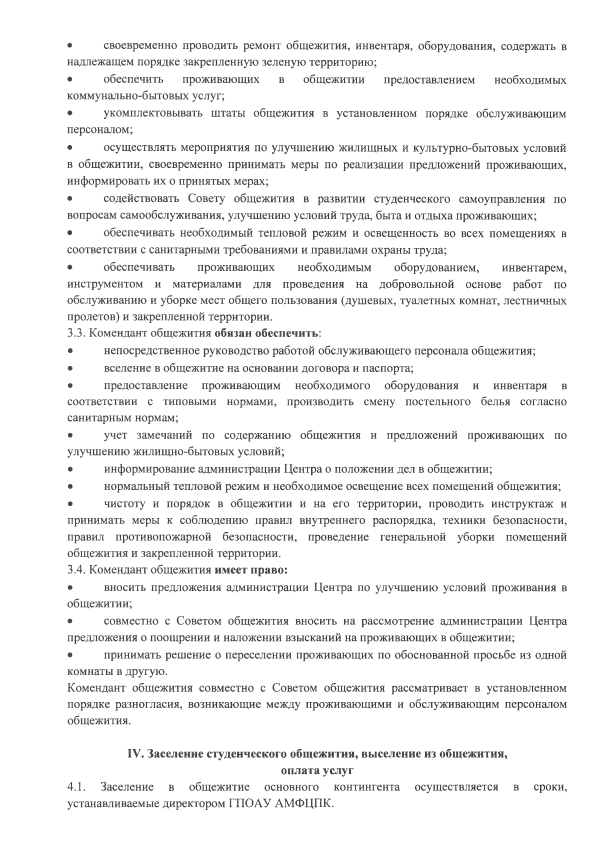 • своевременно проводить ремонт общежития, инвентаря, оборудования, содержать в
надлежащем порядке закрепленную зеленую территорию;
• обеспечить проживающих в общежитии предоставлением необходимых
коммунально-бытовых услуг;
• укомплектовывать штаты общежития в установленном порядке обслуживающим
персоналом;
• осуществлять мероприятия по улучшению жилищных и культурно-бытовых условий
в общежитии, своевременно принимать меры по реализации предложений проживающих,
информировать их о принятых мерах;
• содействовать Совету общежития в развитии студенческого самоуправления по
вопросам самообслуживания, улучшению условий труда, быта и отдыха проживающих;
• обеспечивать необходимый тепловой режим и освещенность во всех помещениях в
соответствии с санитарными требованиями и правилами охраны труда;
• обеспечивать проживающих необходимым оборудованием, инвентарем,
инструментом и материалами для проведения на добровольной основе работ по
обслуживанию и уборке мест общего пользования (душевых, туалетных комнат, лестничных
пролетов) и закрепленной территории.
3.3. Комендант общежития обязан обеспечить:
• непосредственное руководство работой обслуживающего персонала общежития;
• вселение в общежитие на основании договора и паспорта;
• предоставление проживающим необходимого оборудования и инвентаря в
соответствии с типовыми нормами, производить смену постельного белья согласно
санитарным нормам;
• учет замечаний по содержанию общежития и предложений проживающих по
улучшению жилищно-бытовых условий;
• информирование администрации Центра о положении дел в общежитии;
• нормальный тепловой режим и необходимое освещение всех помещений общежития;
• чистоту и порядок в общежитии и на его территории, проводить инструктаж и
принимать меры к соблюдению правил внутреннего распорядка, техники безопасности,
правил противопожарной безопасности, проведение генеральной уборки помещений
общежития и закрепленной территории.
3.4. Комендант общежития имеет право:
• вносить предложения администрации Центра по улучшению условий проживания в
общежитии;
• совместно с Советом общежития вносить на рассмотрение администрации Центра
предложения о поощрении и наложении взысканий на проживающих в общежитии;
• принимать решение о переселении проживающих по обоснованной просьбе из одной
комнаты в другую.
Комендант общежития совместно с Советом общежития рассматривает в установленном
порядке разногласия, возникающие между проживающими и обслуживающим персоналом
общежития.
IV. Заселение студенческого общежития, выселение из общежития,
оплата услуг
4.1. Заселение в общежитие основного контингента осуществляется в сроки,
устанавливаемые директором ГПОАУ АМФЦПК.